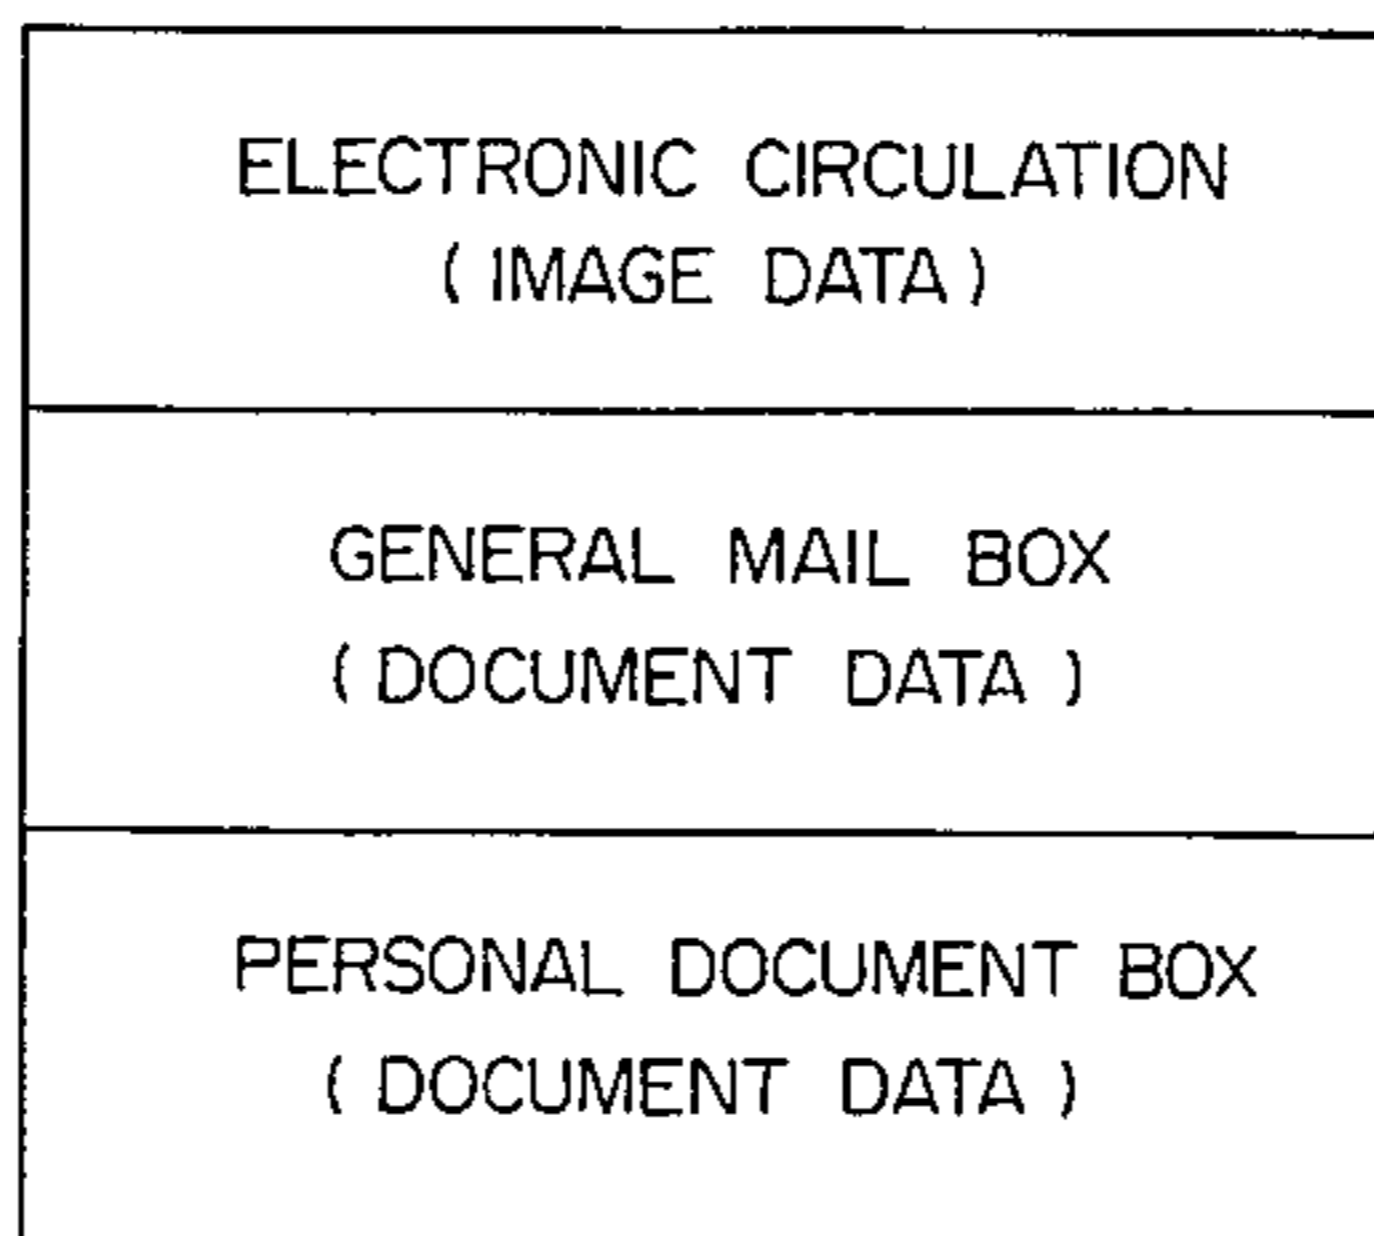 ELECTRONIC CIRCULATION
( IMAGE DATA )
GENERAL MAIL BOX
( DOCUMENT DATA )
PERSONAL DOCUMENT BOX
( DOCUMENT DATA )